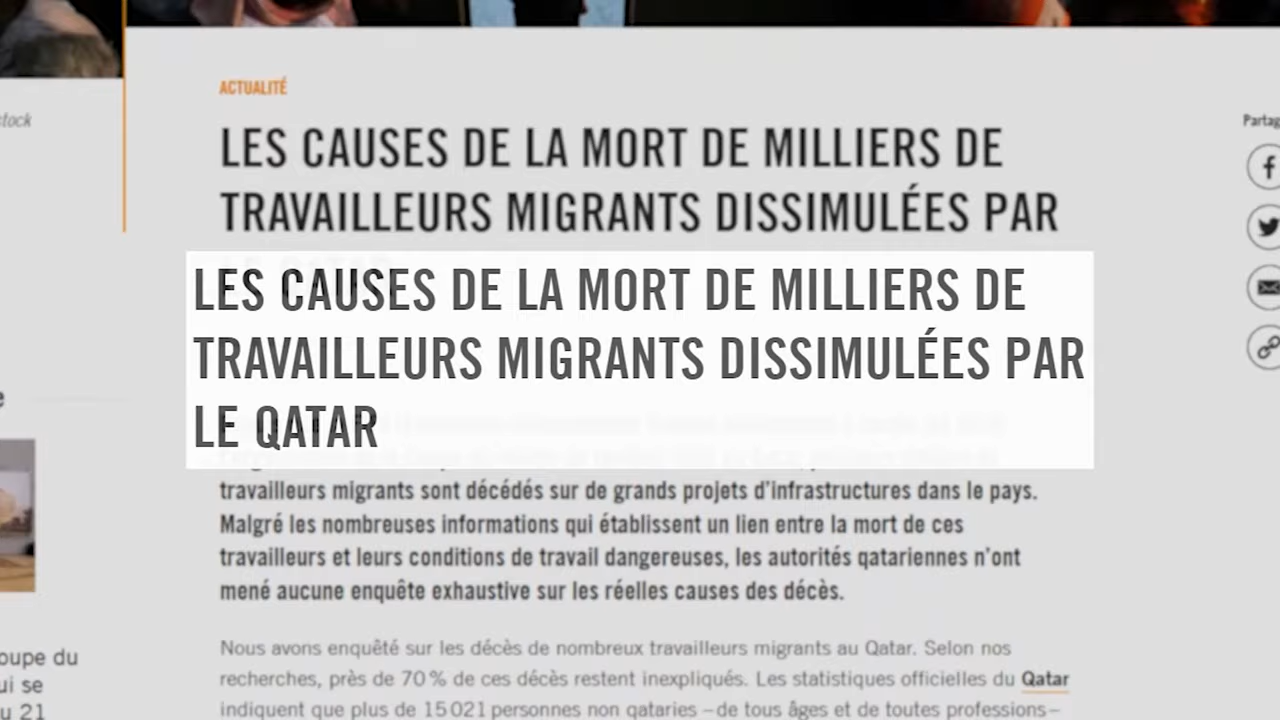 stock
ACTUALITÉ
Partag
LES CAUSES DE LA MORT DE MILLIERS DE
TRAVAILLEURS MIGRANTS DISSIMULÉES PAR
LES CAUSES DE LA MORT DE MILLIERS DE
TRAVAILLEURS MIGRANTS DISSIMULÉES PAR
LE QATAR
travailleurs migrants sont décédés sur de grands projets d'infrastructures dans le pays.
Malgré les nombreuses informations qui établissent un lien entre la mort de ces
travailleurs et leurs conditions de travail dangereuses, les autorités qatariennes n'ont
mené aucune enquête exhaustive sur les réelles causes des décès.
Nous avons enquêté sur les décès de nombreux travailleurs migrants au Qatar. Selon nos
recherches, près de 70 % de ces décès restent inexpliqués. Les statistiques officielles du Qatar
indiquent que plus de 15 021 personnes non qataries – de tous âges et de toutes professions –
e
oupe du
ui se
u 21